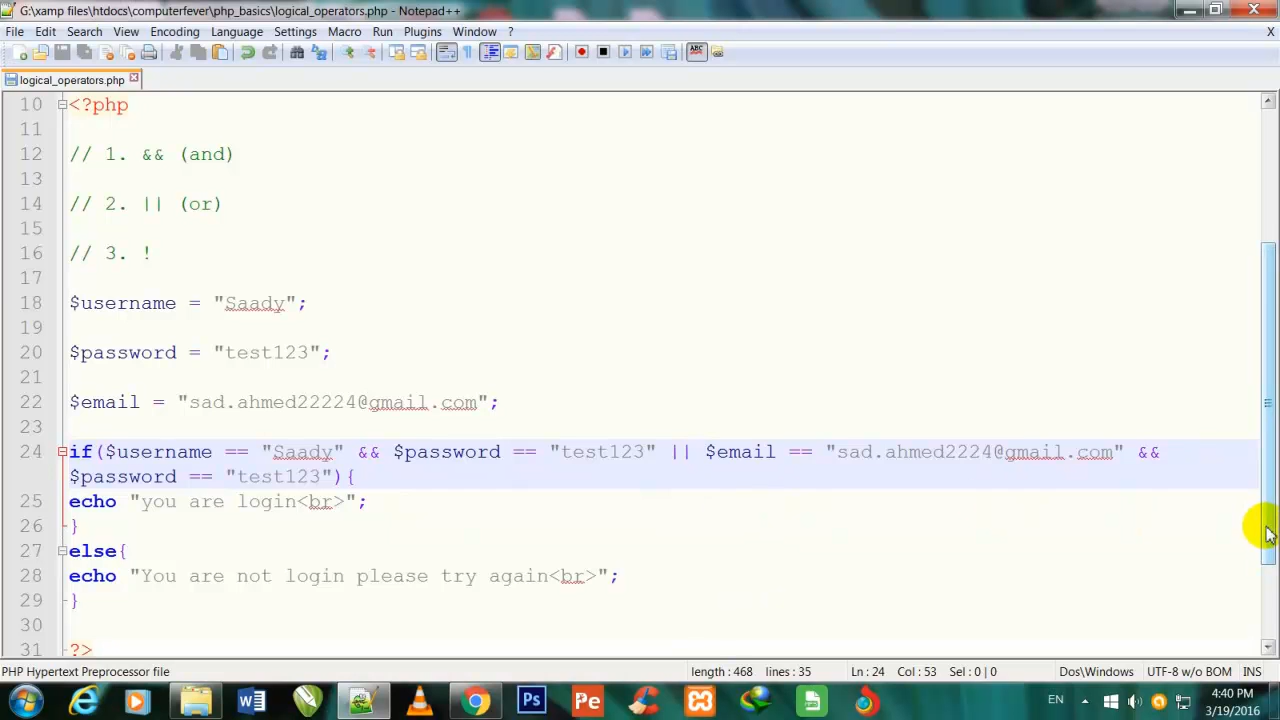 G:\xamp files\htdocs\computerfever\php_basics\logical_operators.php - Notepad++
File Edit Search View Encoding Language Settings Macro Run Plugins Window ? X
logical_operators.php
10 <?php
11
12 // 1. && (and)
13
14 // 2. || (or)
15
16 // 3. !
17
18 $username = "Saady";
19
20 $password = "test123";
21
22 $email = "sad.ahmed22224@gmail.com";
23
24 if($username == "Saady" && $password == "test123" || $email == "sad.ahmed2224@gmail.com" &&
$password == "test123"){
25 echo "you are login<br>";
26 }
27 else{
28 echo "You are not login please try again<br>";
29 }
30
31 ?>
PHP Hypertext Preprocessor file length : 468 lines : 35 Ln : 24 Col : 53 Sel : 0 | 0 Dos\Windows UTF-8 w/o BOM INS
EN 4:40 PM
3/19/2016